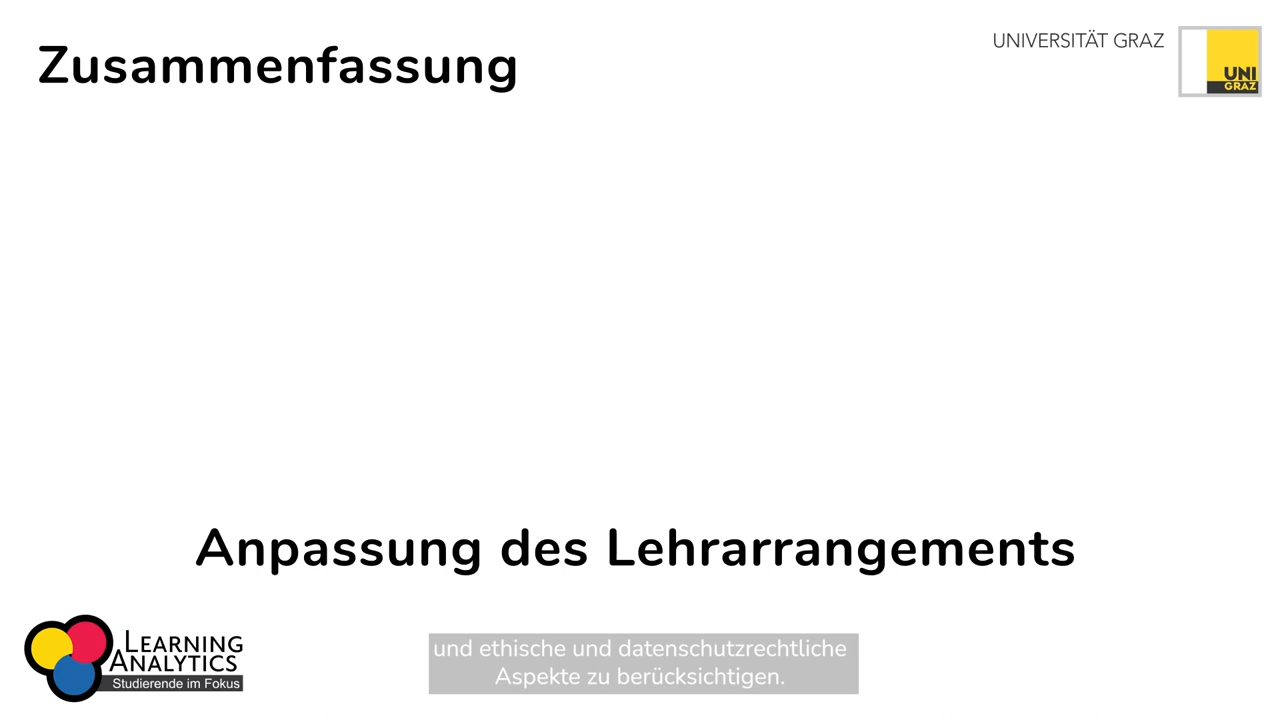 Zusammenfassung
UNIVERSITÄT GRAZ
UNI
GRAZ
Anpassung des Lehrarrangements
LEARNING
ANALYTICS
Studierende im Fokus
und ethische und datenschutzrechtliche
Aspekte zu berücksichtigen.